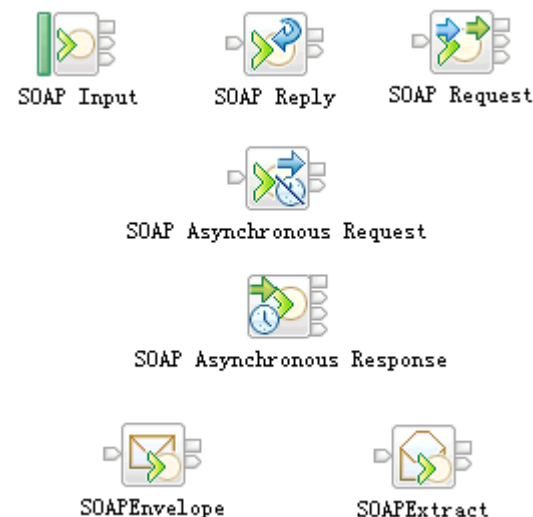 SOAP Input
SOAP Reply
SOAP Request
SOAP Asynchronous Request
SOAP Asynchronous Response
SOAPEnvelope
SOAPExtract